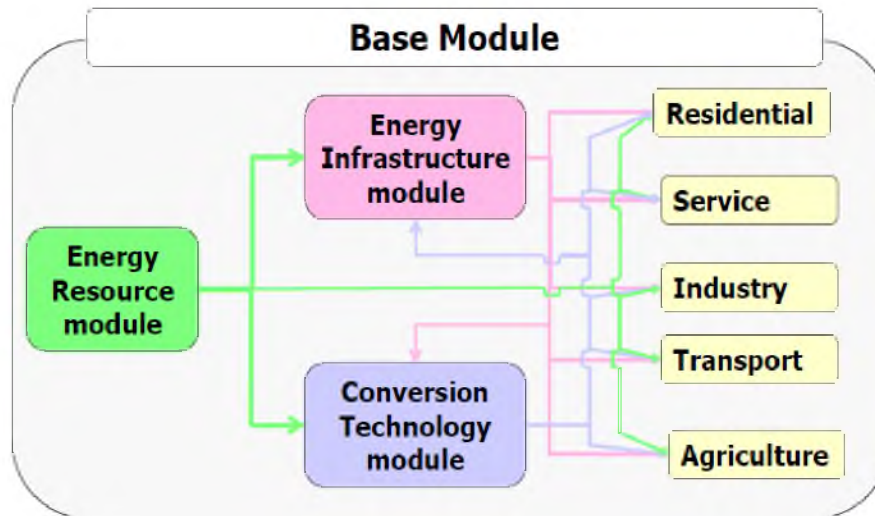 Base Module
Energy
Infrastructure
module
Energy
Resource
module
Conversion
Technology
module
Residential
Service
Industry
Transport
Agriculture